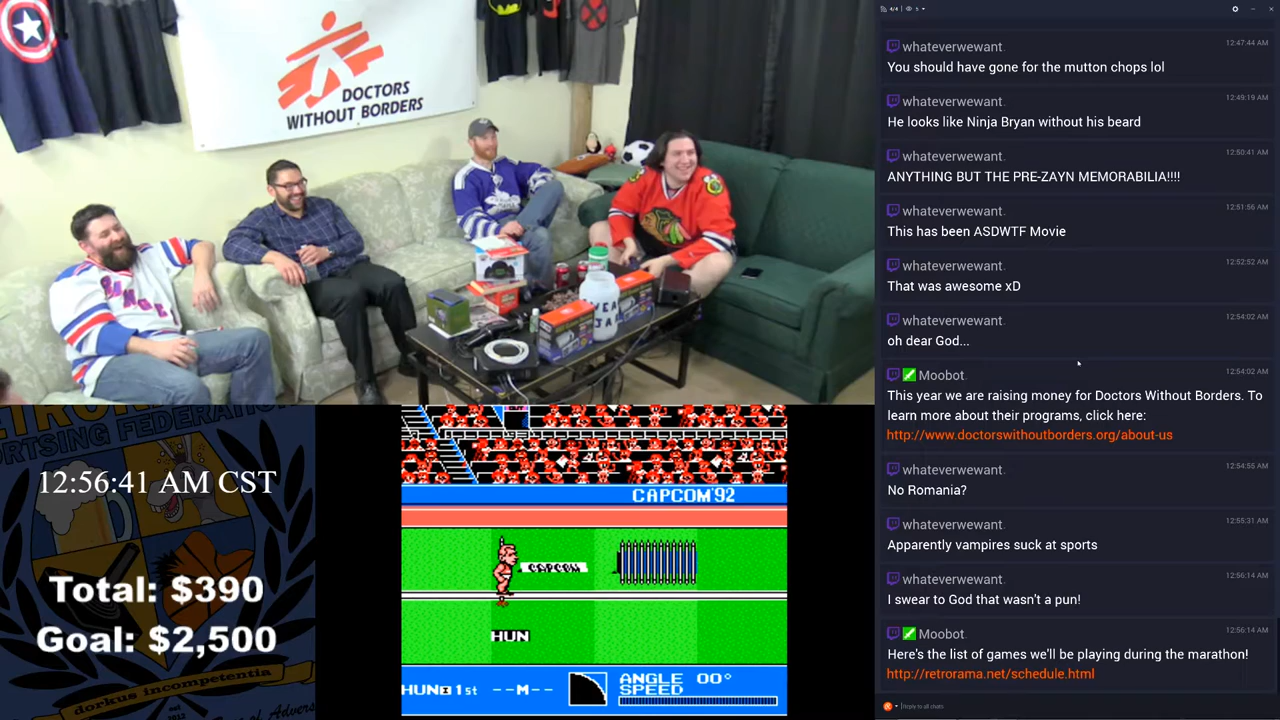 DOCTORS
WITHOUT BORDERS
12:56:41 AM CST
Total: $390
Goal: $2,500
dorkus incompetentia
CAPCOM'92
CAPCOM
HUN
HUN 1st --M--
ANGLE 00°
SPEED
4/4
5
whateverwewant.
12:47:44 AM
You should have gone for the mutton chops lol
whateverwewant.
12:49:19 AM
He looks like Ninja Bryan without his beard
whateverwewant.
12:50:41 AM
ANYTHING BUT THE PRE-ZAYN MEMORABILIA!!!!
whateverwewant.
12:51:56 AM
This has been ASDWTF Movie
whateverwewant.
12:52:52 AM
That was awesome xD
whateverwewant.
12:54:02 AM
oh dear God...
Moobot.
12:54:02 AM
This year we are raising money for Doctors Without Borders. To
learn more about their programs, click here:
http://www.doctorswithoutborders.org/about-us
whateverwewant.
12:54:55 AM
No Romania?
whateverwewant.
12:55:31 AM
Apparently vampires suck at sports
whateverwewant.
12:56:14 AM
I swear to God that wasn't a pun!
Moobot.
12:56:14 AM
Here's the list of games we'll be playing during the marathon!
http://retrorama.net/schedule.html
Reply to all chats